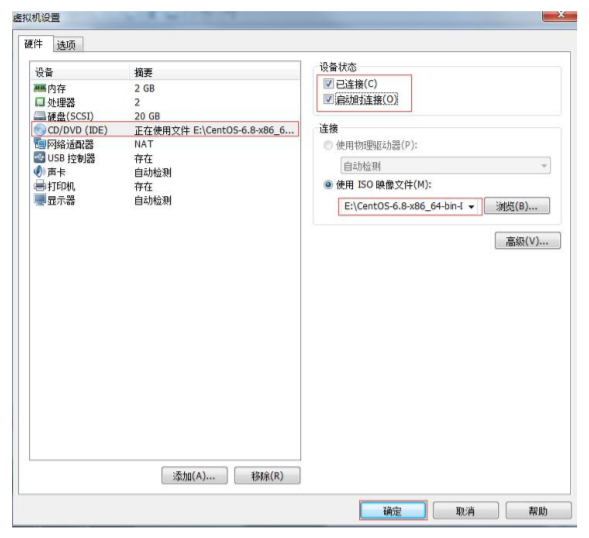 虚拟机设置
硬件 选项
设备 摘要
内存 2 GB
处理器 2
硬盘(SCSI) 20 GB
CD/DVD (IDE) 正在使用文件 E:\CentOS-6.8-x86_6...
网络适配器 NAT
USB 控制器 存在
声卡 自动检测
打印机 存在
显示器 自动检测
添加(A)... 移除(R)
设备状态
已连接(C)
启动时连接(O)
连接
使用物理驱动器(P):
自动检测
使用 ISO 映像文件(M):
E:\CentOS-6.8-x86_64-bin-I 浏览(B)...
高级(V)...
确定 取消 帮助